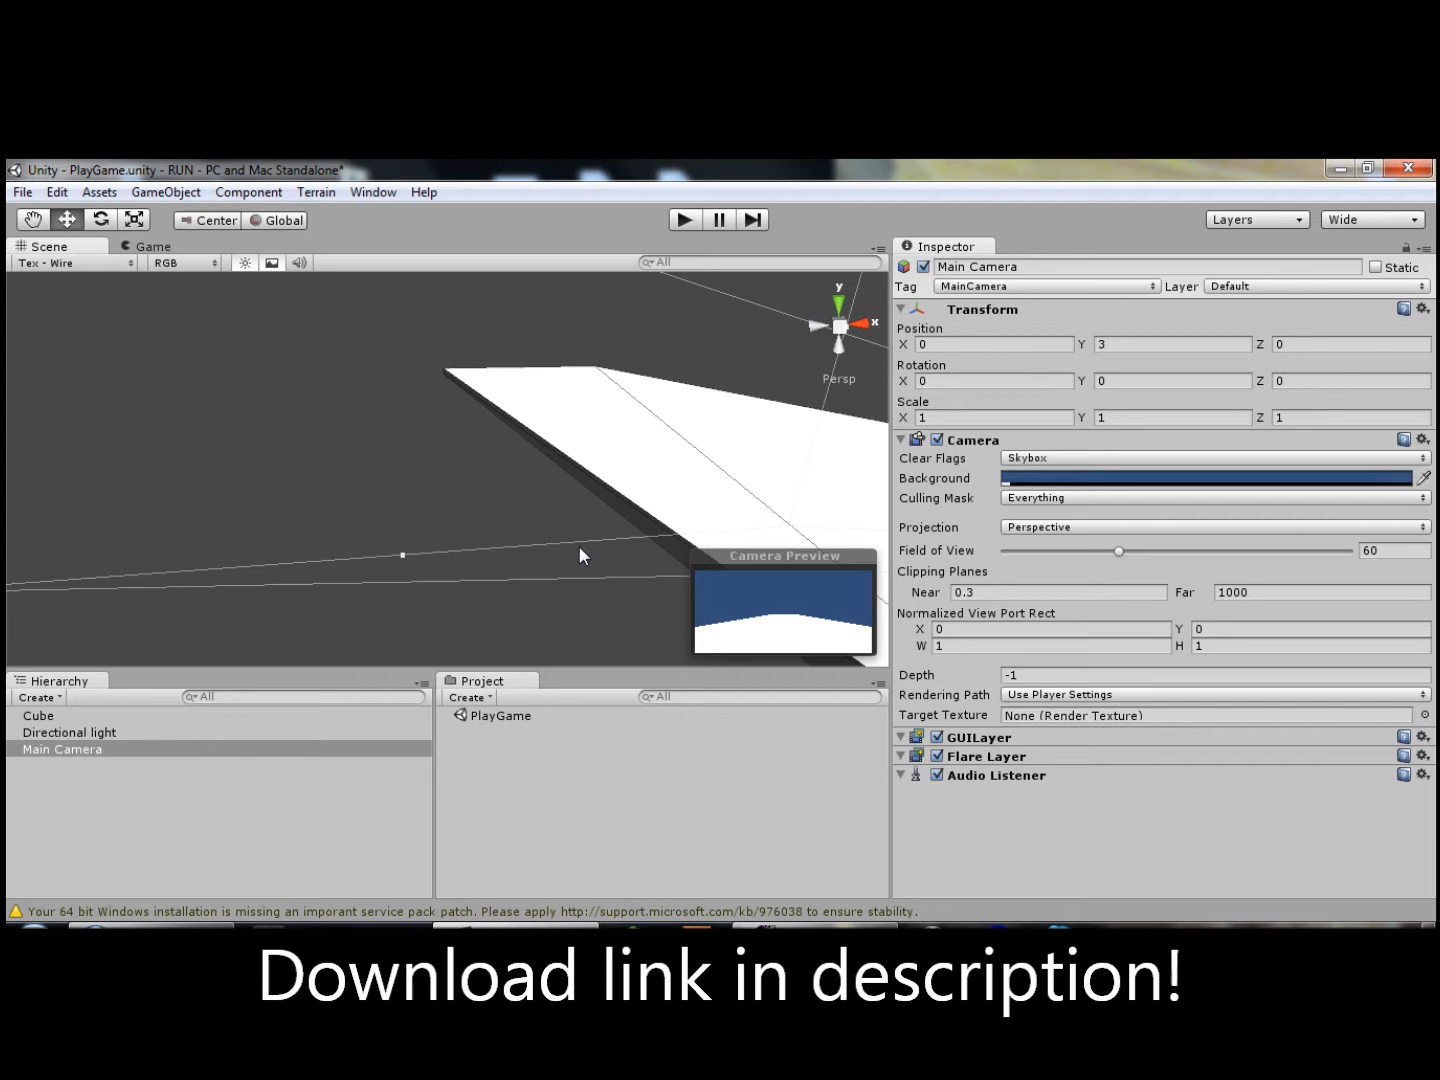 Unity - PlayGame.unity - RUN - PC and Mac Standalone*
File Edit Assets GameObject Component Terrain Window Help
Center Global Layers Wide
Scene Game
Tex - Wire RGB All
y
x
Persp
Camera Preview
Inspector
Main Camera Static
Tag MainCamera Layer Default
Transform
Position
X 0 Y 3 Z 0
Rotation
X 0 Y 0 Z 0
Scale
X 1 Y 1 Z 1
Camera
Clear Flags Skybox
Background
Culling Mask Everything
Projection Perspective
Field of View 60
Clipping Planes
Near 0.3 Far 1000
Normalized View Port Rect
X 0 Y 0
W 1 H 1
Depth -1
Rendering Path Use Player Settings
Target Texture None (Render Texture)
GUILayer
Flare Layer
Audio Listener
Hierarchy
Create All
Cube
Directional light
Main Camera
Project
Create All
PlayGame
Your 64 bit Windows installation is missing an imporant service pack patch. Please apply http://support.microsoft.com/kb/976038 to ensure stability.
Download link in description!